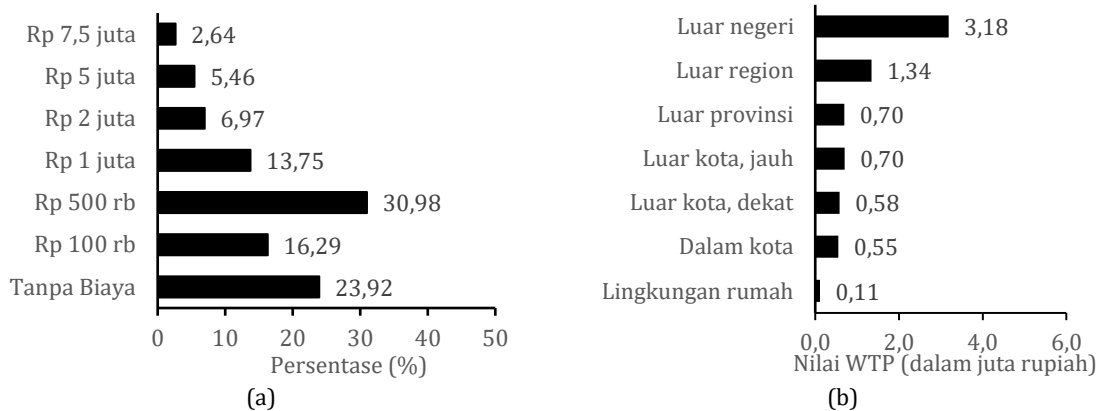 Rp 7,5 juta 2,64
Rp 5 juta 5,46
Rp 2 juta 6,97
Rp 1 juta 13,75
Rp 500 rb 30,98
Rp 100 rb 16,29
Tanpa Biaya 23,92
0 10 20 30 40 50
Persentase (%)
(a)
Luar negeri 3,18
Luar region 1,34
Luar provinsi 0,70
Luar kota, jauh 0,70
Luar kota, dekat 0,58
Dalam kota 0,55
Lingkungan rumah 0,11
0,0 2,0 4,0 6,0
Nilai WTP (dalam juta rupiah)
(b)